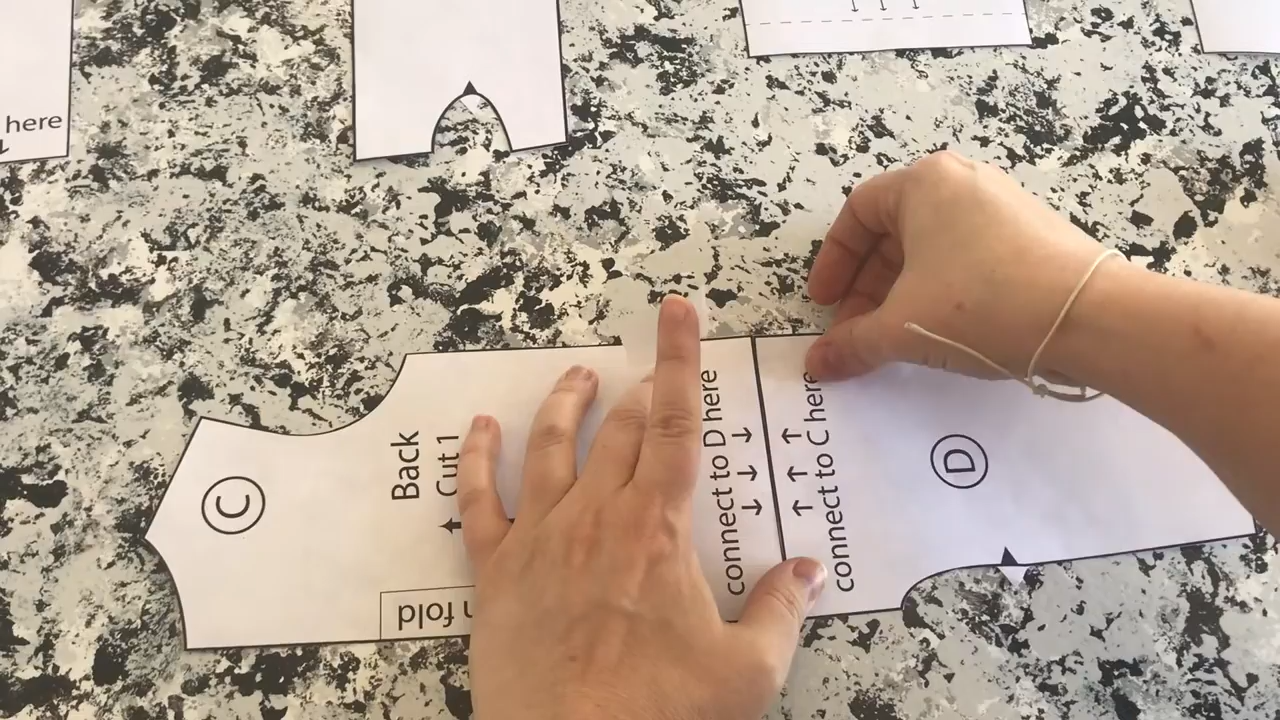 here
C
Back
Cut 1
fold
connect to D here
connect to C here
D